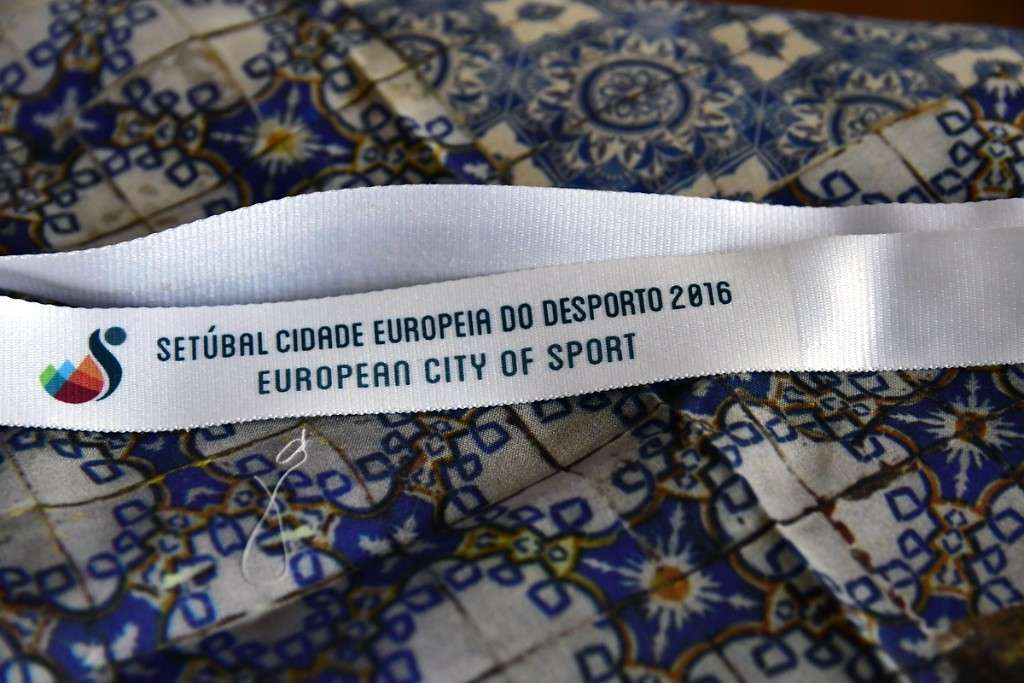 SETÚBAL CIDADE EUROPEIA DO DESPORTO 2016
EUROPEAN CITY OF SPORT